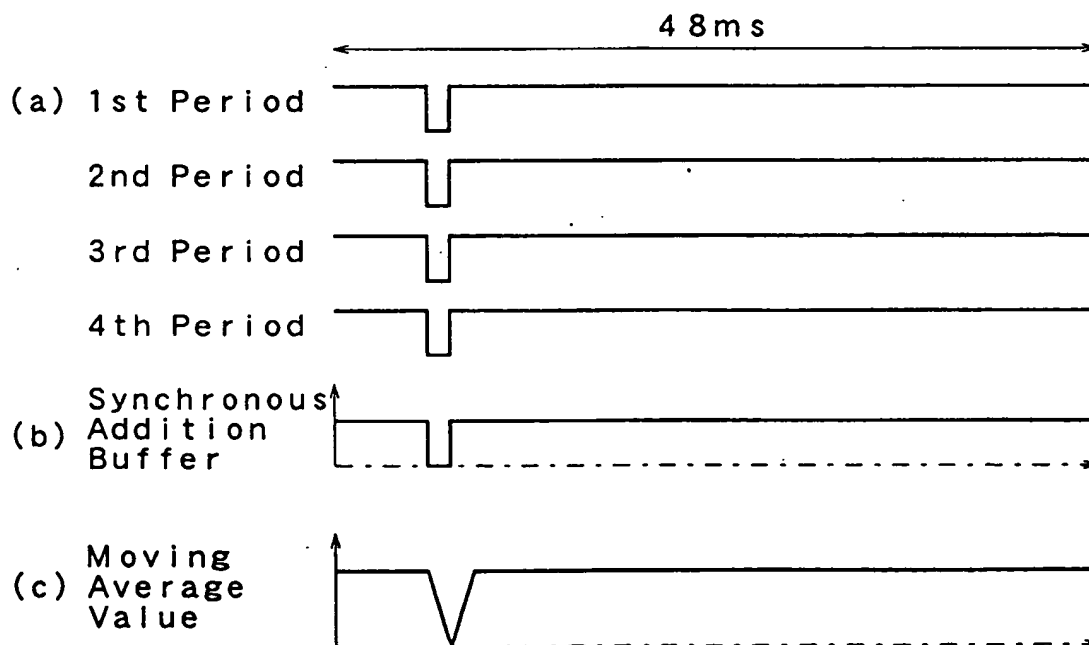 48ms
(a) 1st Period
2nd Period
3rd Period
4th Period
Synchronous
(b) Addition
Buffer
Moving
(c) Average
Value